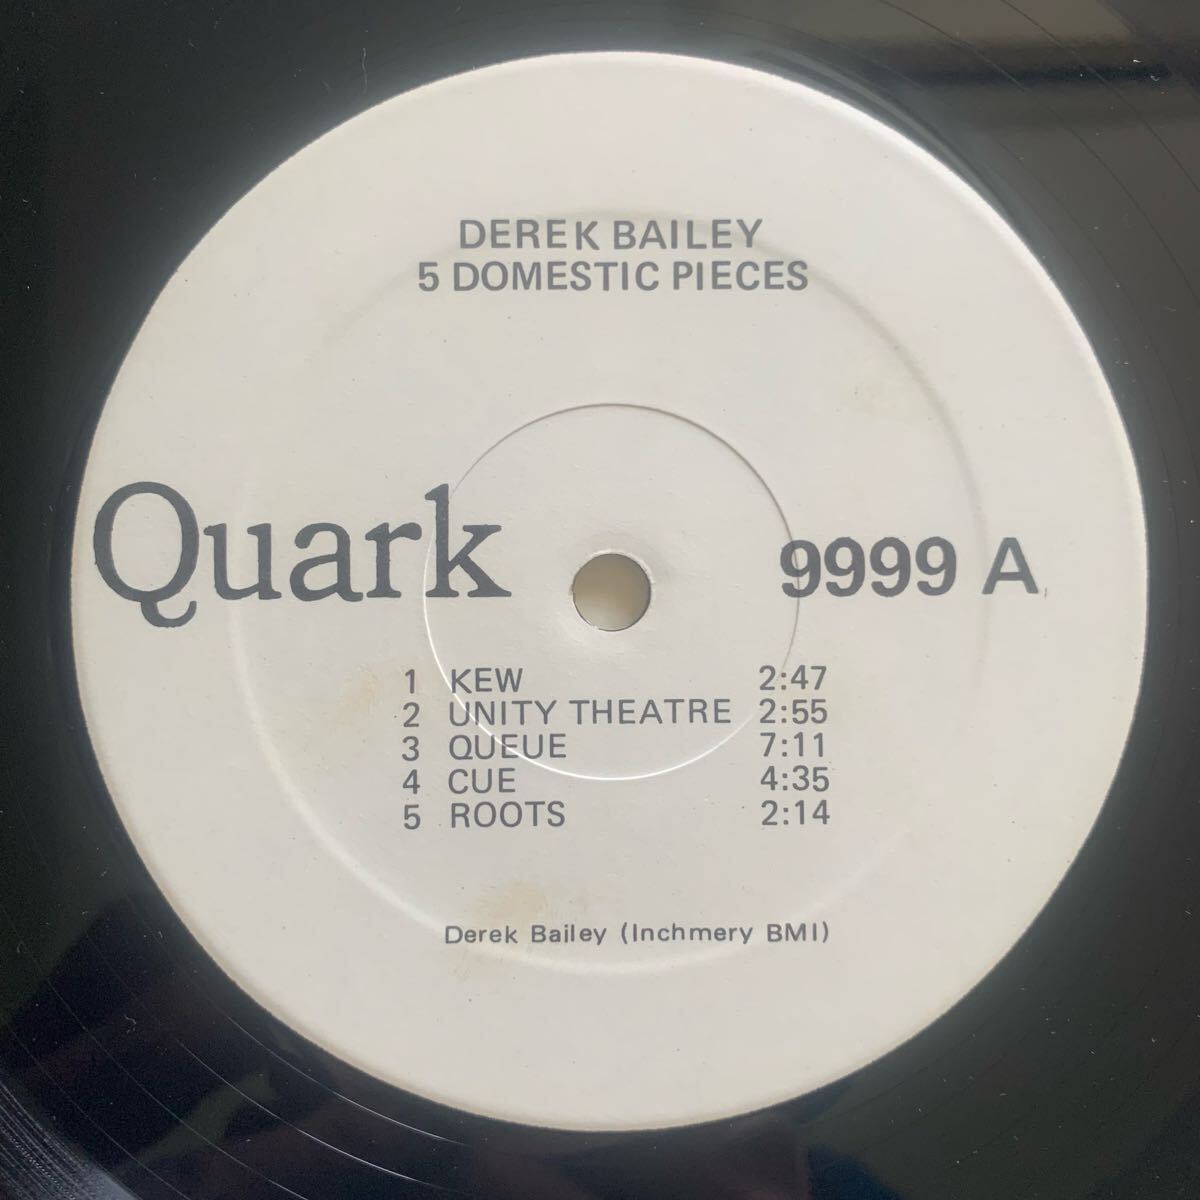 DEREK BAILEY
5 DOMESTIC PIECES
Quark 9999 A
1 KEW 2:47
2 UNITY THEATRE 2:55
3 QUEUE 7:11
4 CUE 4:35
5 ROOTS 2:14
Derek Bailey (Inchmery BMI)